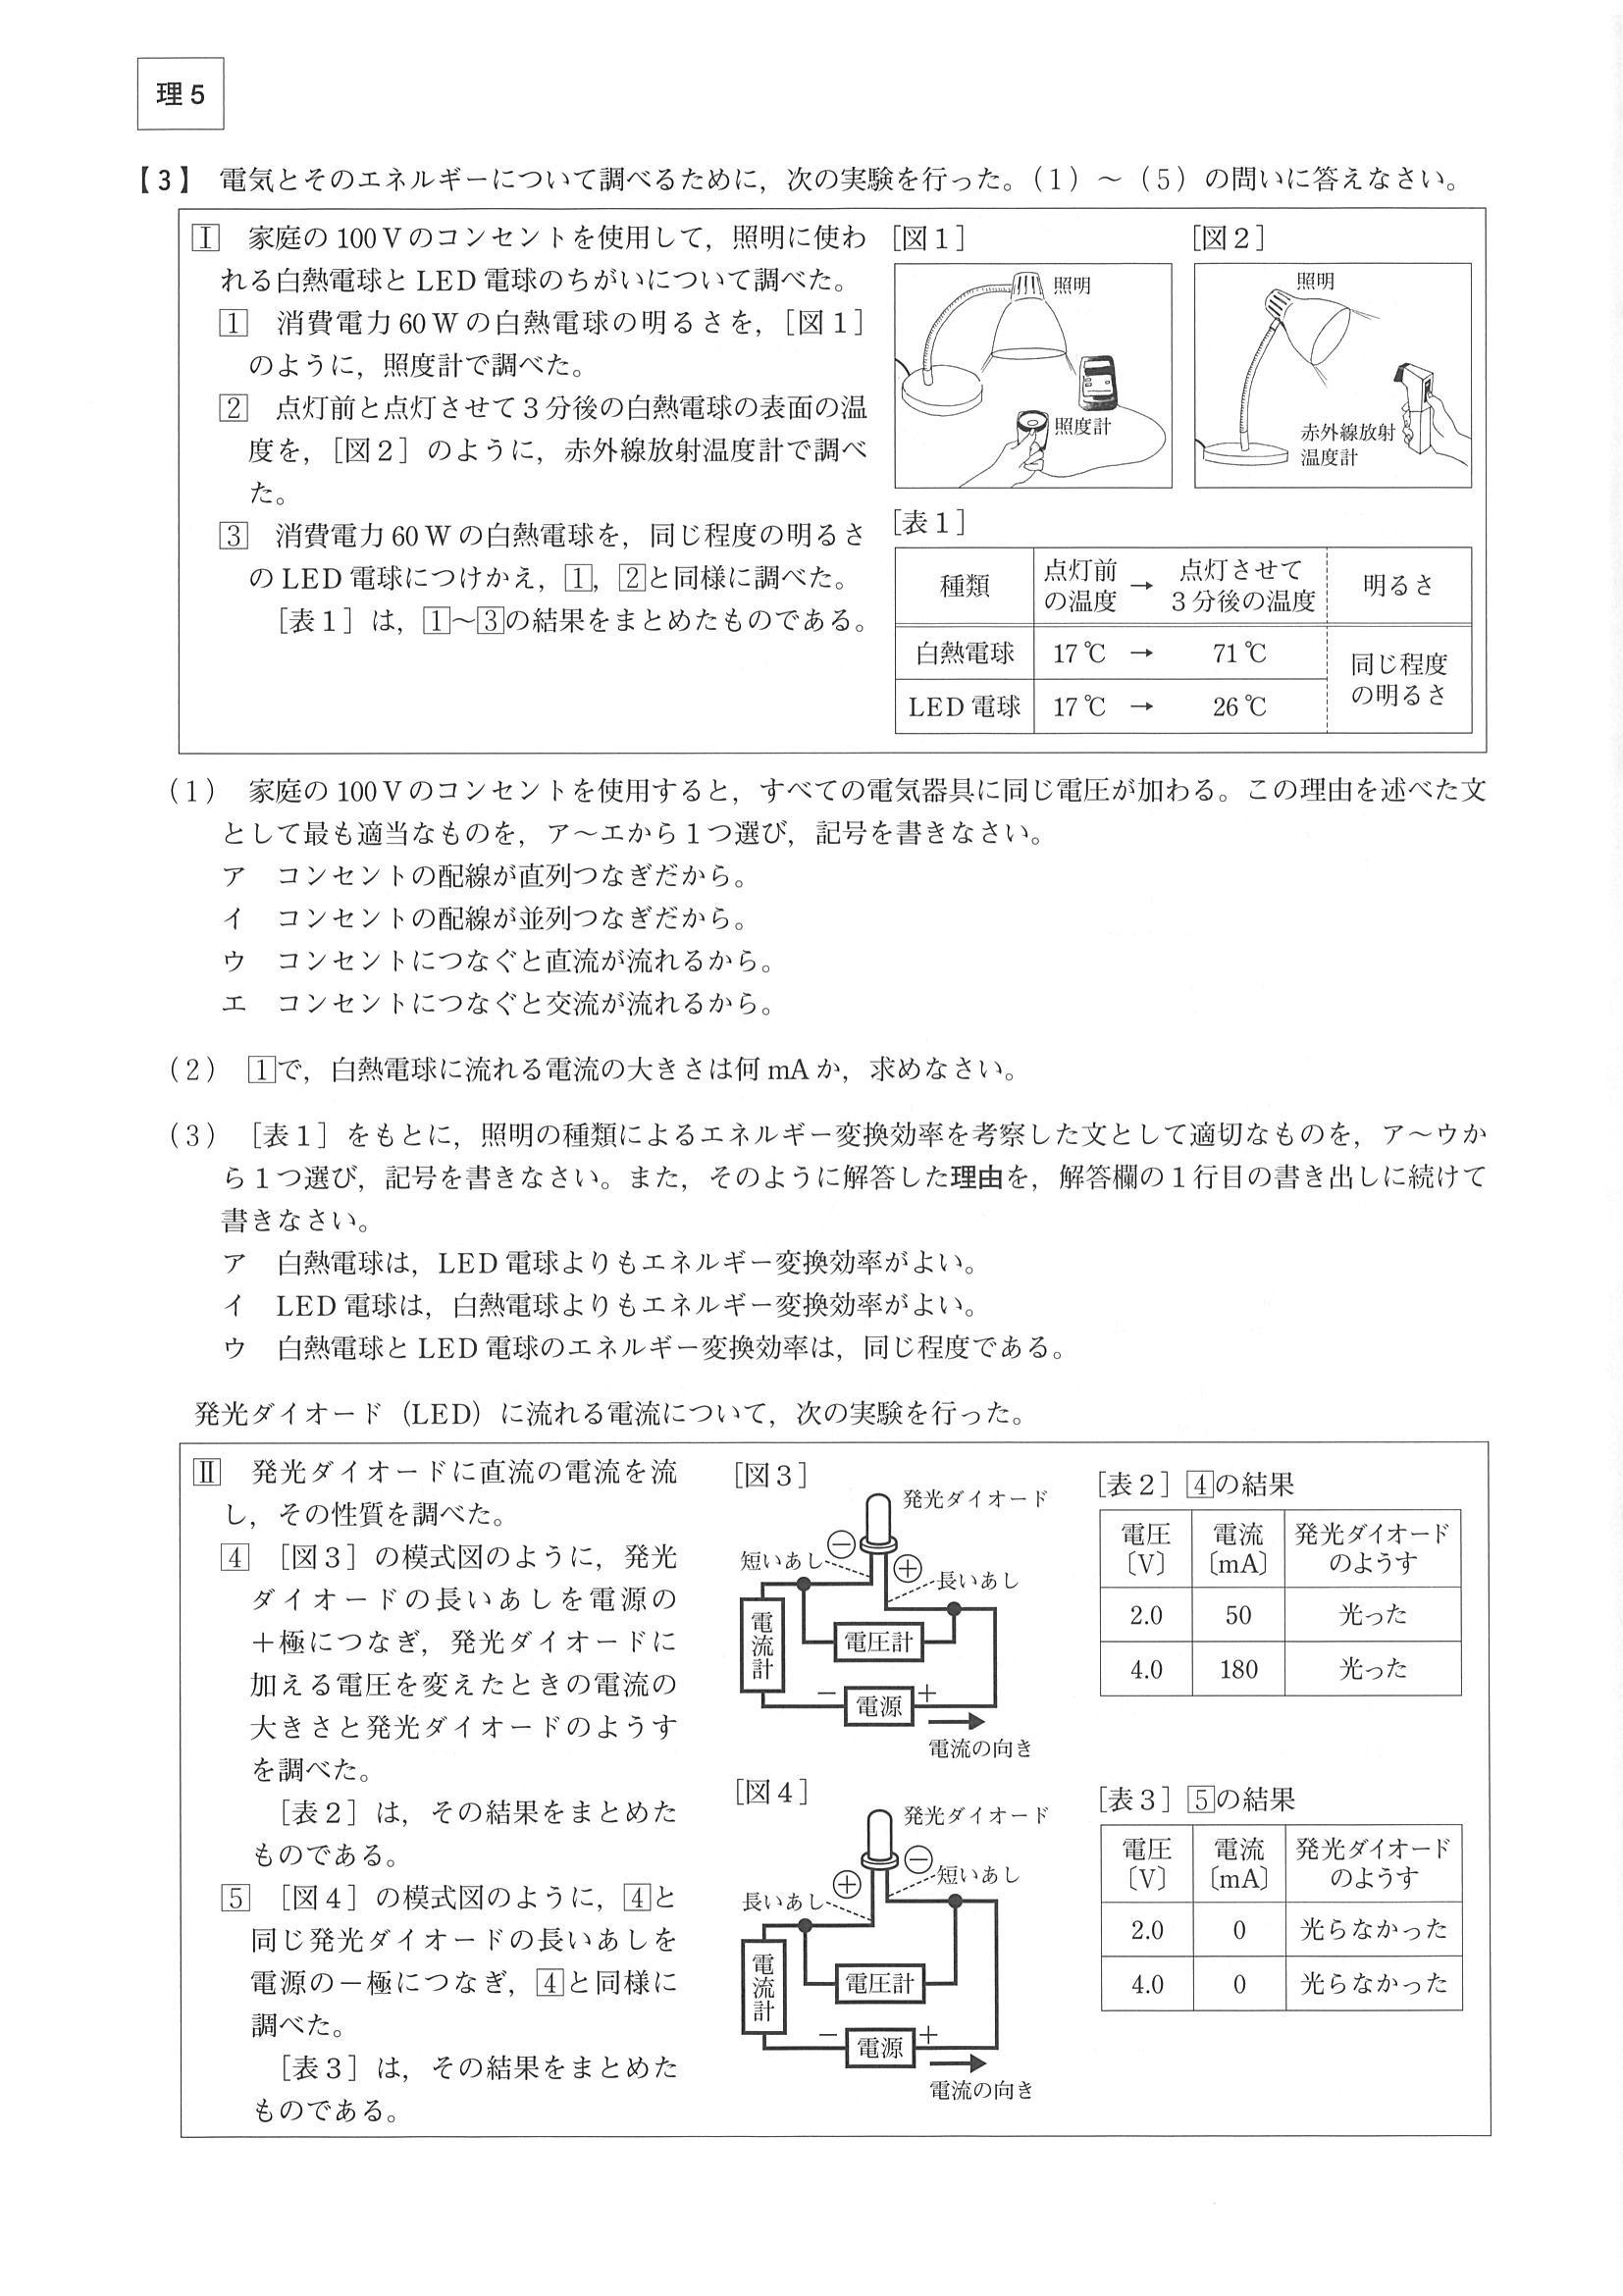 理5
【3】 電気とそのエネルギーについて調べるために，次の実験を行った。（1）～（5）の問いに答えなさい。
Ⅰ 家庭の100Vのコンセントを使用して，照明に使わ
れる白熱電球とLED電球のちがいについて調べた。
1 消費電力60Wの白熱電球の明るさを，［図1］
のように，照度計で調べた。
2 点灯前と点灯させて3分後の白熱電球の表面の温
度を，［図2］のように，赤外線放射温度計で調べ
た。
3 消費電力60Wの白熱電球を，同じ程度の明るさ
のLED電球につけかえ，1，2と同様に調べた。
［表1］は，1～3の結果をまとめたものである。
［図1］
照明
照度計
［図2］
照明
赤外線放射
温度計
［表1］
種類 点灯前の温度 → 点灯させて3分後の温度 明るさ
白熱電球 17℃ → 71℃ 同じ程度の明るさ
LED電球 17℃ → 26℃
（1） 家庭の100Vのコンセントを使用すると，すべての電気器具に同じ電圧が加わる。この理由を述べた文
として最も適当なものを，ア～エから1つ選び，記号を書きなさい。
ア コンセントの配線が直列つなぎだから。
イ コンセントの配線が並列つなぎだから。
ウ コンセントにつなぐと直流が流れるから。
エ コンセントにつなぐと交流が流れるから。
（2） 1で，白熱電球に流れる電流の大きさは何mAか，求めなさい。
（3） ［表1］をもとに，照明の種類によるエネルギー変換効率を考察した文として適切なものを，ア～ウか
ら1つ選び，記号を書きなさい。また，そのように解答した理由を，解答欄の1行目の書き出しに続けて
書きなさい。
ア 白熱電球は，LED電球よりもエネルギー変換効率がよい。
イ LED電球は，白熱電球よりもエネルギー変換効率がよい。
ウ 白熱電球とLED電球のエネルギー変換効率は，同じ程度である。
発光ダイオード（LED）に流れる電流について，次の実験を行った。
Ⅱ 発光ダイオードに直流の電流を流
し，その性質を調べた。
4 ［図3］の模式図のように，発光
ダイオードの長いあしを電源の
＋極につなぎ，発光ダイオードに
加える電圧を変えたときの電流の
大きさと発光ダイオードのようす
を調べた。
［表2］は，その結果をまとめた
ものである。
5 ［図4］の模式図のように，4と
同じ発光ダイオードの長いあしを
電源の－極につなぎ，4と同様に
調べた。
［表3］は，その結果をまとめた
ものである。
［図3］
発光ダイオード
⊖
短いあし
⊕
長いあし
電流計
電圧計
－ 電源 ＋
電流の向き
［図4］
発光ダイオード
⊖
短いあし
⊕
長いあし
電流計
電圧計
－ 電源 ＋
電流の向き
［表2］4の結果
電圧〔V〕 電流〔mA〕 発光ダイオードのようす
2.0 50 光った
4.0 180 光った
［表3］5の結果
電圧〔V〕 電流〔mA〕 発光ダイオードのようす
2.0 0 光らなかった
4.0 0 光らなかった